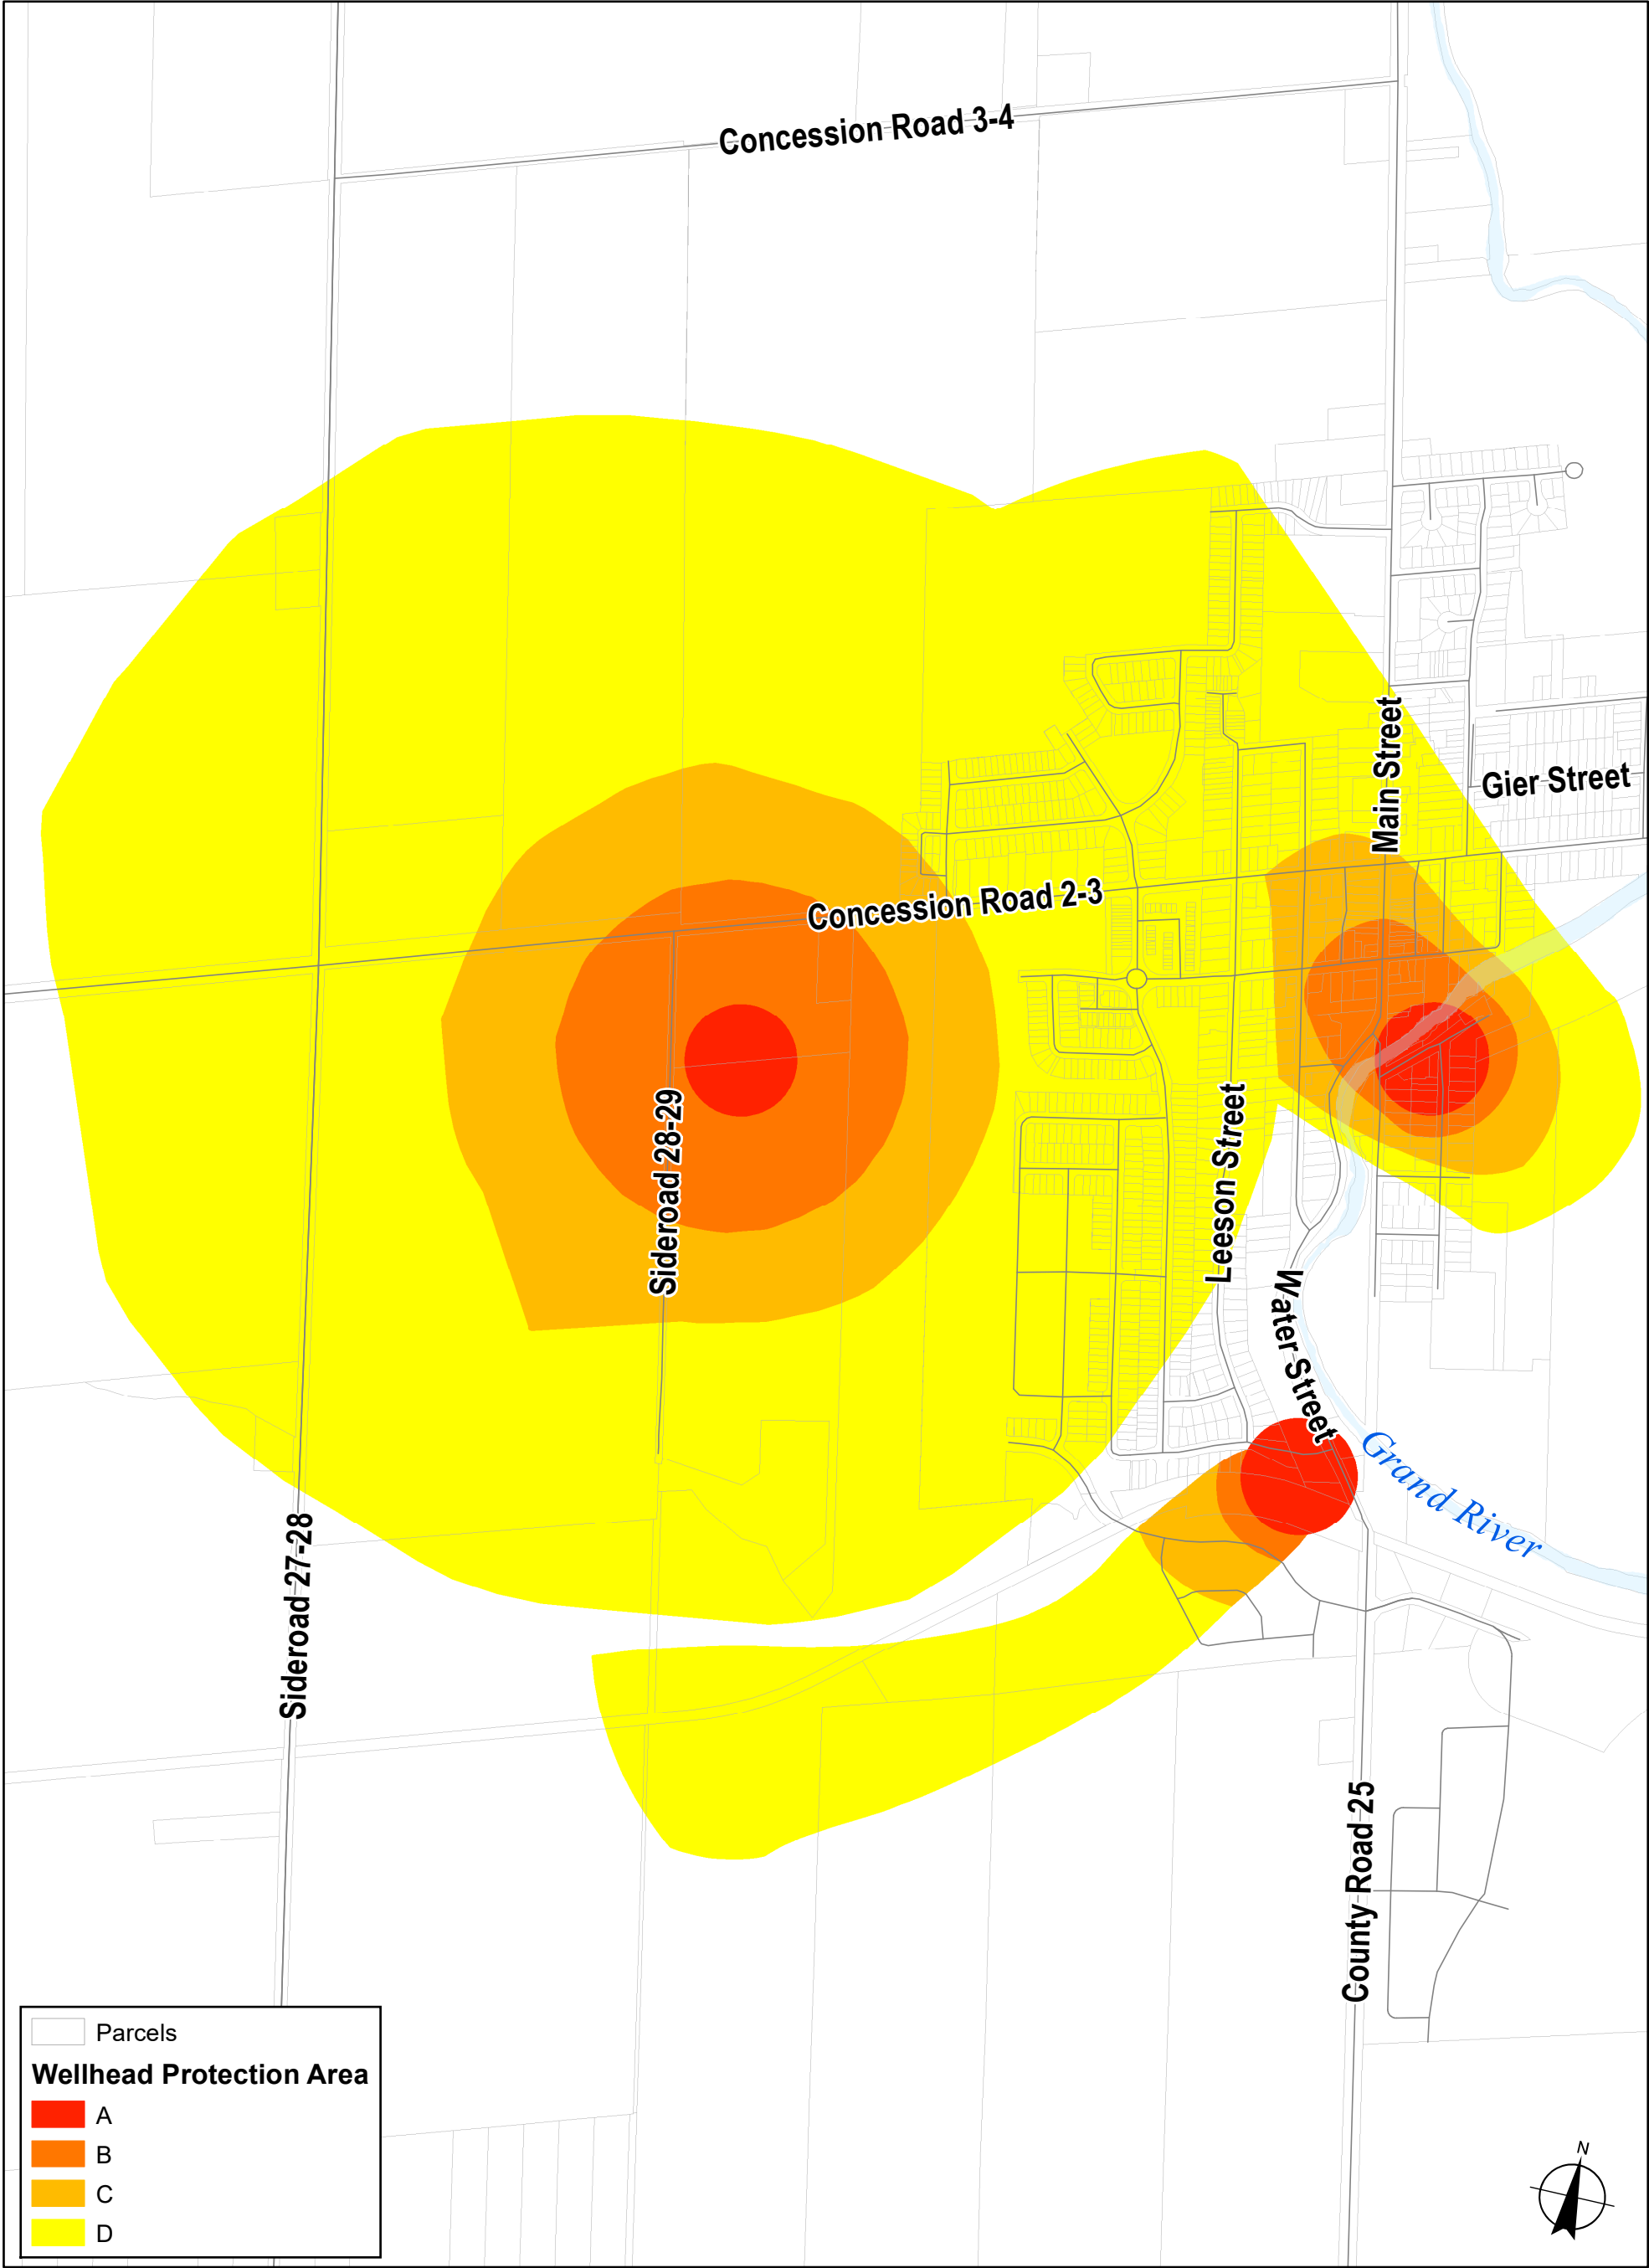 Concession Road 3-4
Main Street
Gier Street
Concession Road 2-3
Sideroad 28-29
Leeson Street
Water Street
Grand River
Sideroad 27-28
County Road 25
Parcels
Wellhead Protection Area
A
B
C
D
N